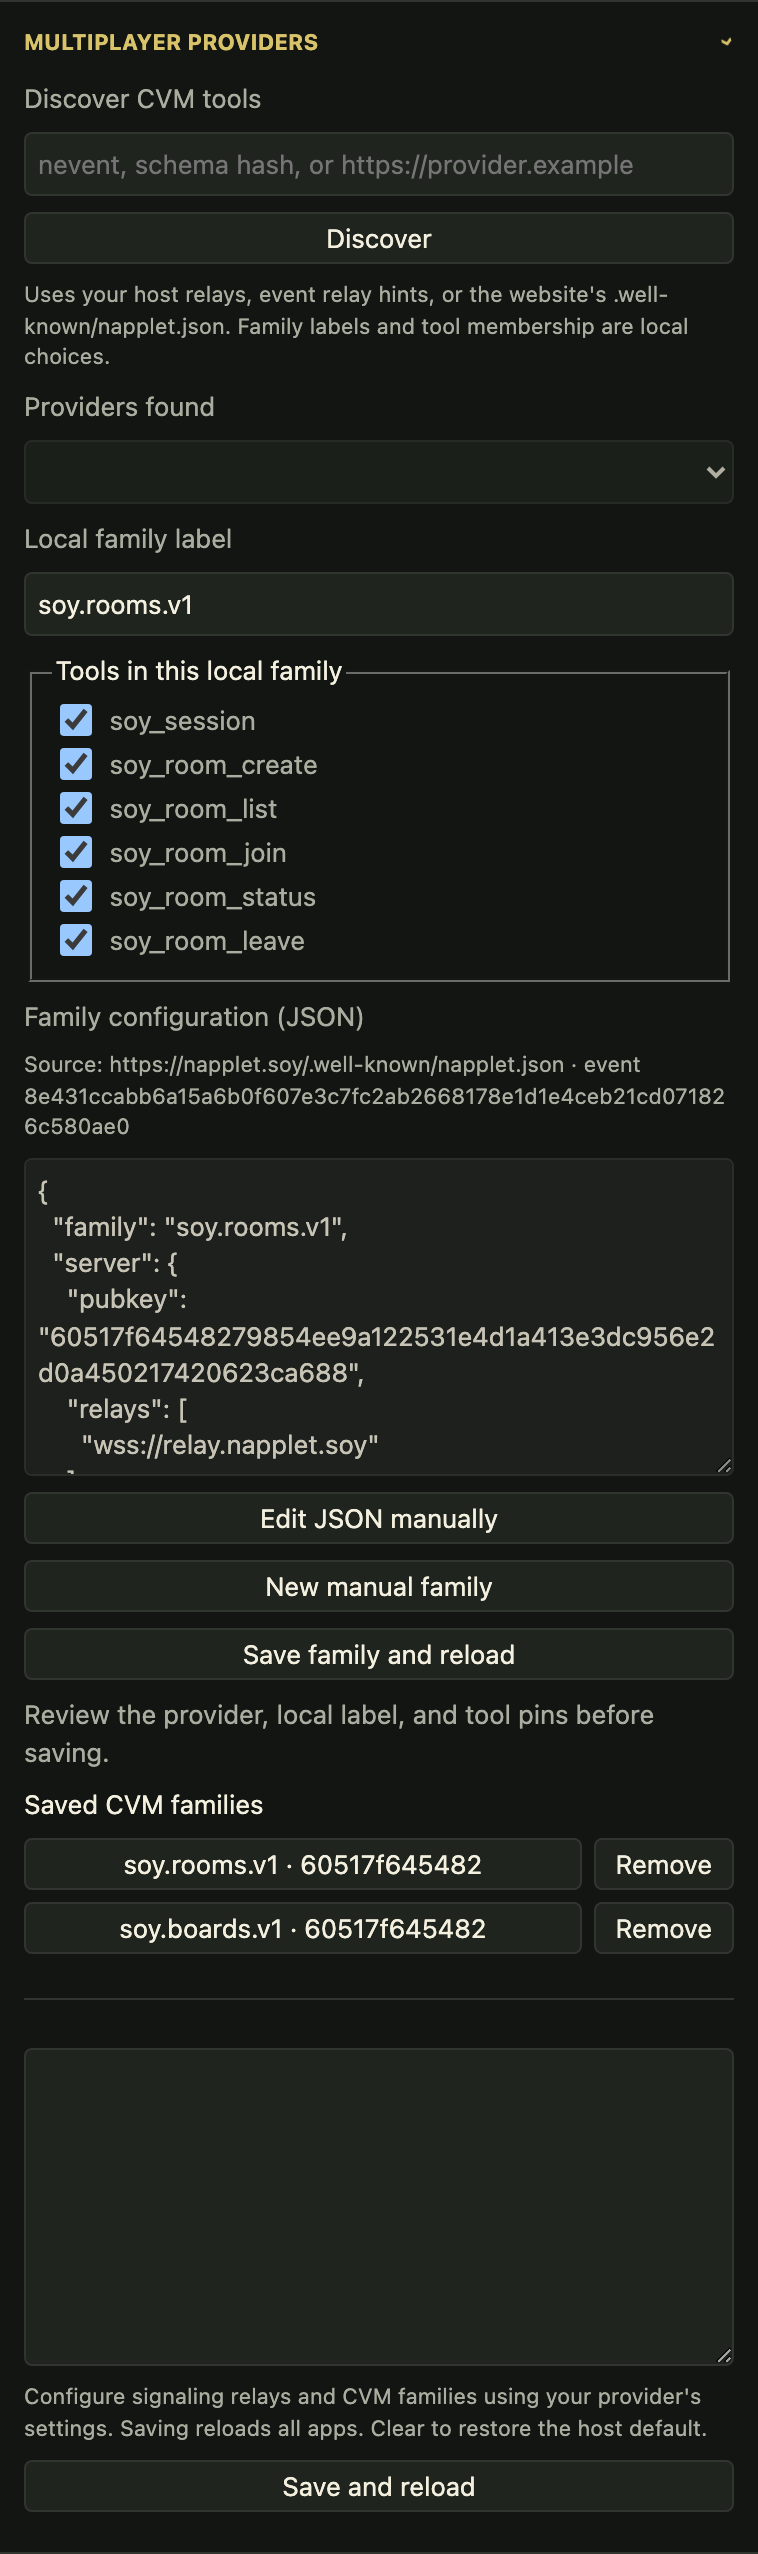 MULTIPLAYER PROVIDERS
Discover CVM tools
nevent, schema hash, or https://provider.example
Discover
Uses your host relays, event relay hints, or the website's .well-
known/napplet.json. Family labels and tool membership are local
choices.
Providers found
Local family label
soy.rooms.v1
Tools in this local family
soy_session
soy_room_create
soy_room_list
soy_room_join
soy_room_status
soy_room_leave
Family configuration (JSON)
Source: https://napplet.soy/.well-known/napplet.json · event
8e431ccabb6a15a6b0f607e3c7fc2ab2668178e1d1e4ceb21cd07182
6c580ae0
{
"family": "soy.rooms.v1",
"server": {
"pubkey":
"60517f64548279854ee9a122531e4d1a413e3dc956e2
d0a450217420623ca688",
"relays": [
"wss://relay.napplet.soy"
]
Edit JSON manually
New manual family
Save family and reload
Review the provider, local label, and tool pins before
saving.
Saved CVM families
soy.rooms.v1 · 60517f645482
Remove
soy.boards.v1 · 60517f645482
Remove
Configure signaling relays and CVM families using your provider's
settings. Saving reloads all apps. Clear to restore the host default.
Save and reload